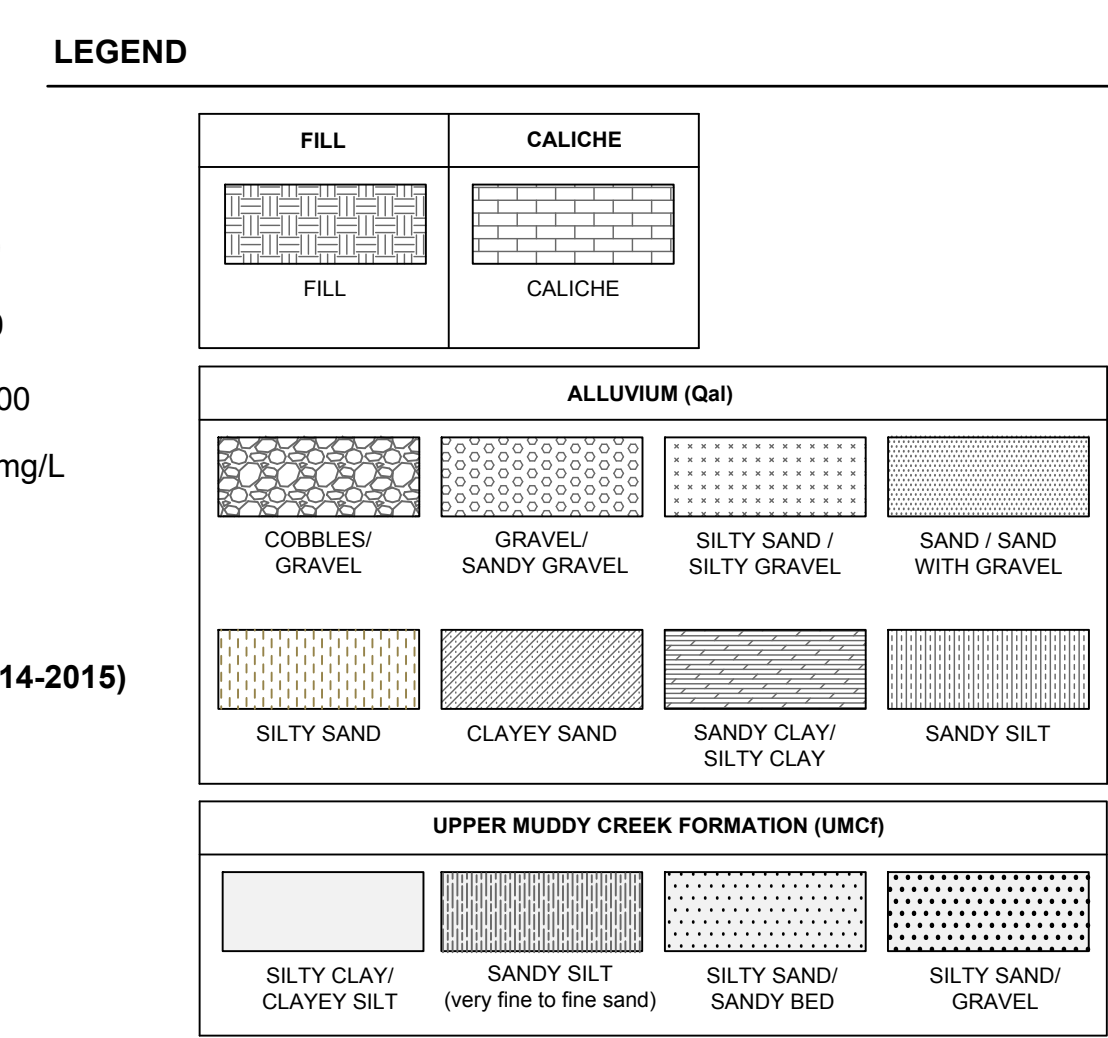 LEGEND
FILL
CALICHE
FILL
CALICHE
00
mg/L
14-2015)
ALLUVIUM (Qal)
COBBLES/
GRAVEL
GRAVEL/
SANDY GRAVEL
SILTY SAND /
SILTY GRAVEL
SAND / SAND
WITH GRAVEL
SILTY SAND
CLAYEY SAND
SANDY CLAY/
SILTY CLAY
SANDY SILT
UPPER MUDDY CREEK FORMATION (UMCf)
SILTY CLAY/
CLAYEY SILT
SANDY SILT
(very fine to fine sand)
SILTY SAND/
SANDY BED
SILTY SAND/
GRAVEL